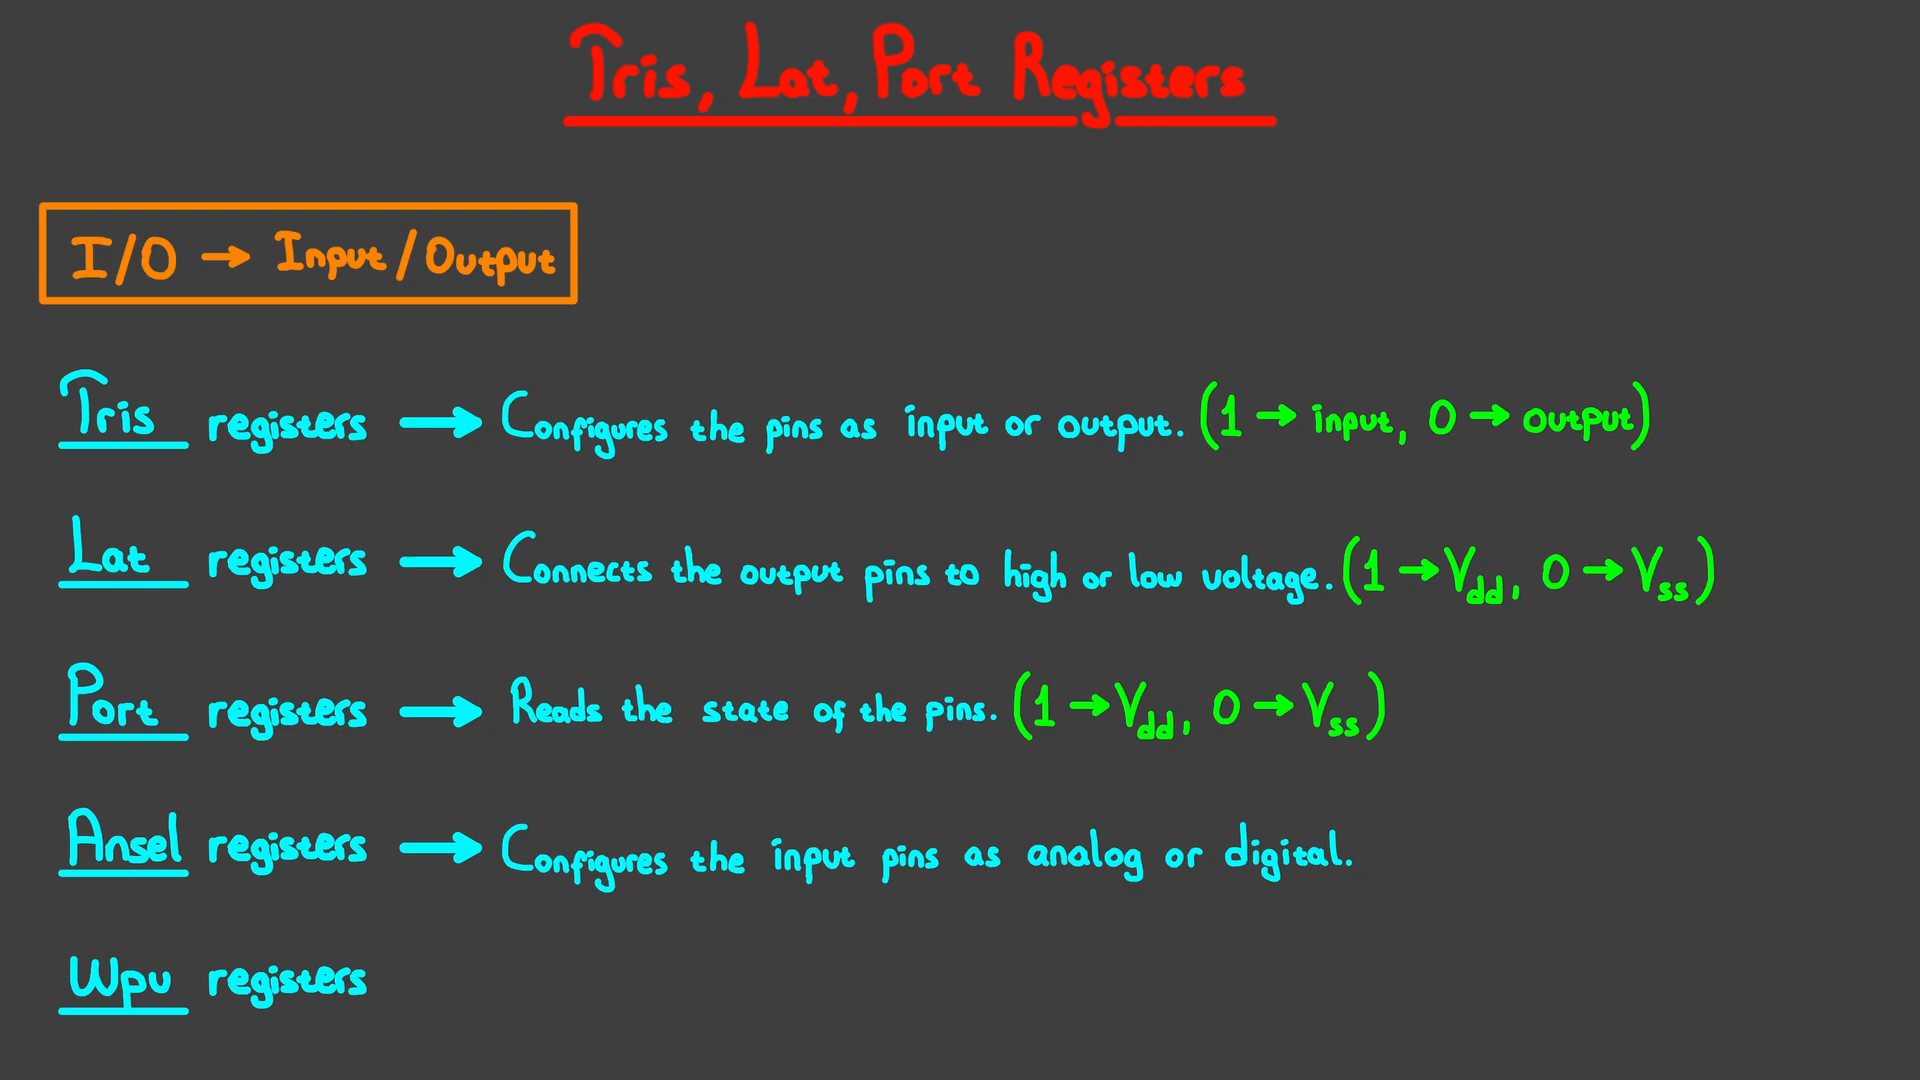 Tris, Lat, Port Registers
I/O → Input/Output
Tris registers → Configures the pins as input or output. (1 → input, 0 → output)
Lat registers → Connects the output pins to high or low voltage. (1 → Vdd, 0 → Vss)
Port registers → Reads the state of the pins. (1 → Vdd, 0 → Vss)
Ansel registers → Configures the input pins as analog or digital.
Wpu registers